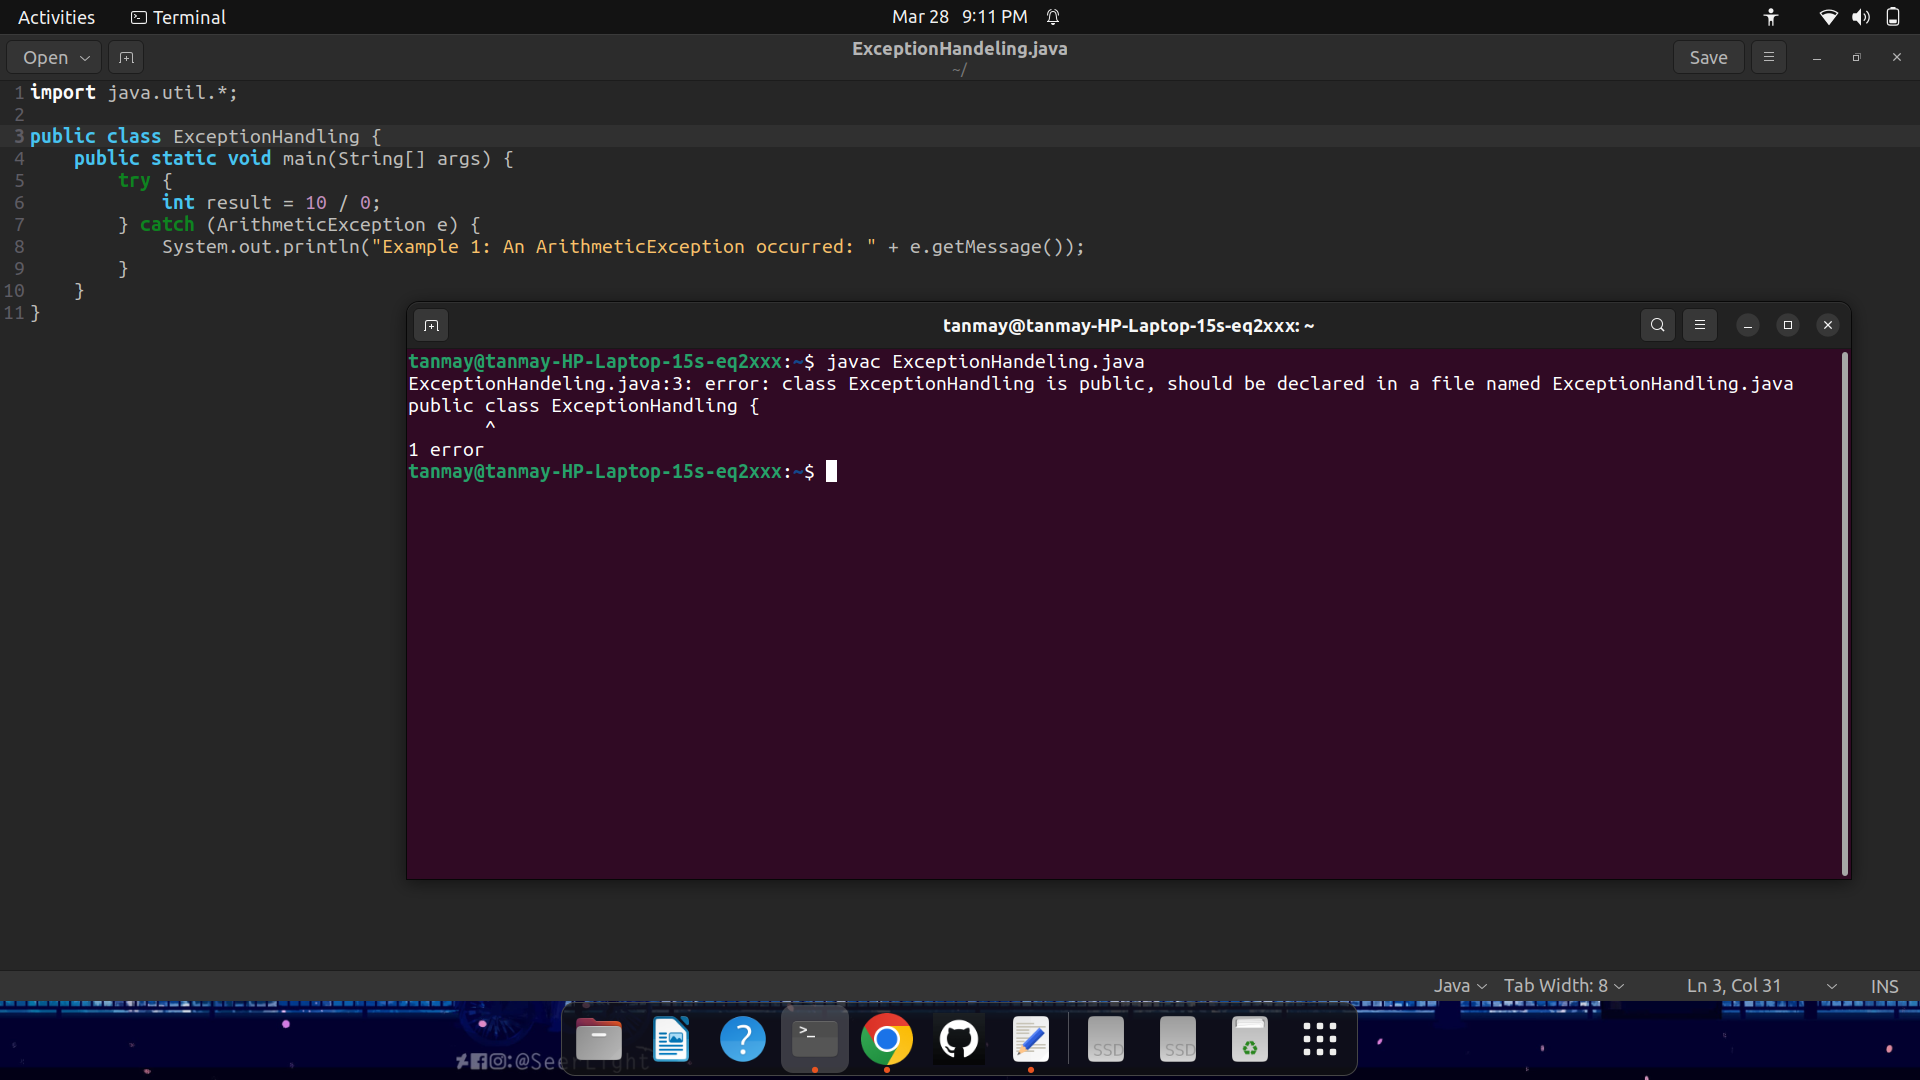 Activities Terminal Mar 28 9:11 PM
Open ExceptionHandeling.java Save
~/
1 import java.util.*;
2
3 public class ExceptionHandling {
4     public static void main(String[] args) {
5         try {
6             int result = 10 / 0;
7         } catch (ArithmeticException e) {
8             System.out.println("Example 1: An ArithmeticException occurred: " + e.getMessage());
9         }
10     }
11 }
tanmay@tanmay-HP-Laptop-15s-eq2xxx: ~
tanmay@tanmay-HP-Laptop-15s-eq2xxx:~$ javac ExceptionHandeling.java
ExceptionHandeling.java:3: error: class ExceptionHandling is public, should be declared in a file named ExceptionHandling.java
public class ExceptionHandling {
       ^
1 error
tanmay@tanmay-HP-Laptop-15s-eq2xxx:~$
Java Tab Width: 8 Ln 3, Col 31 INS
SSD SSD
:@SeerLight